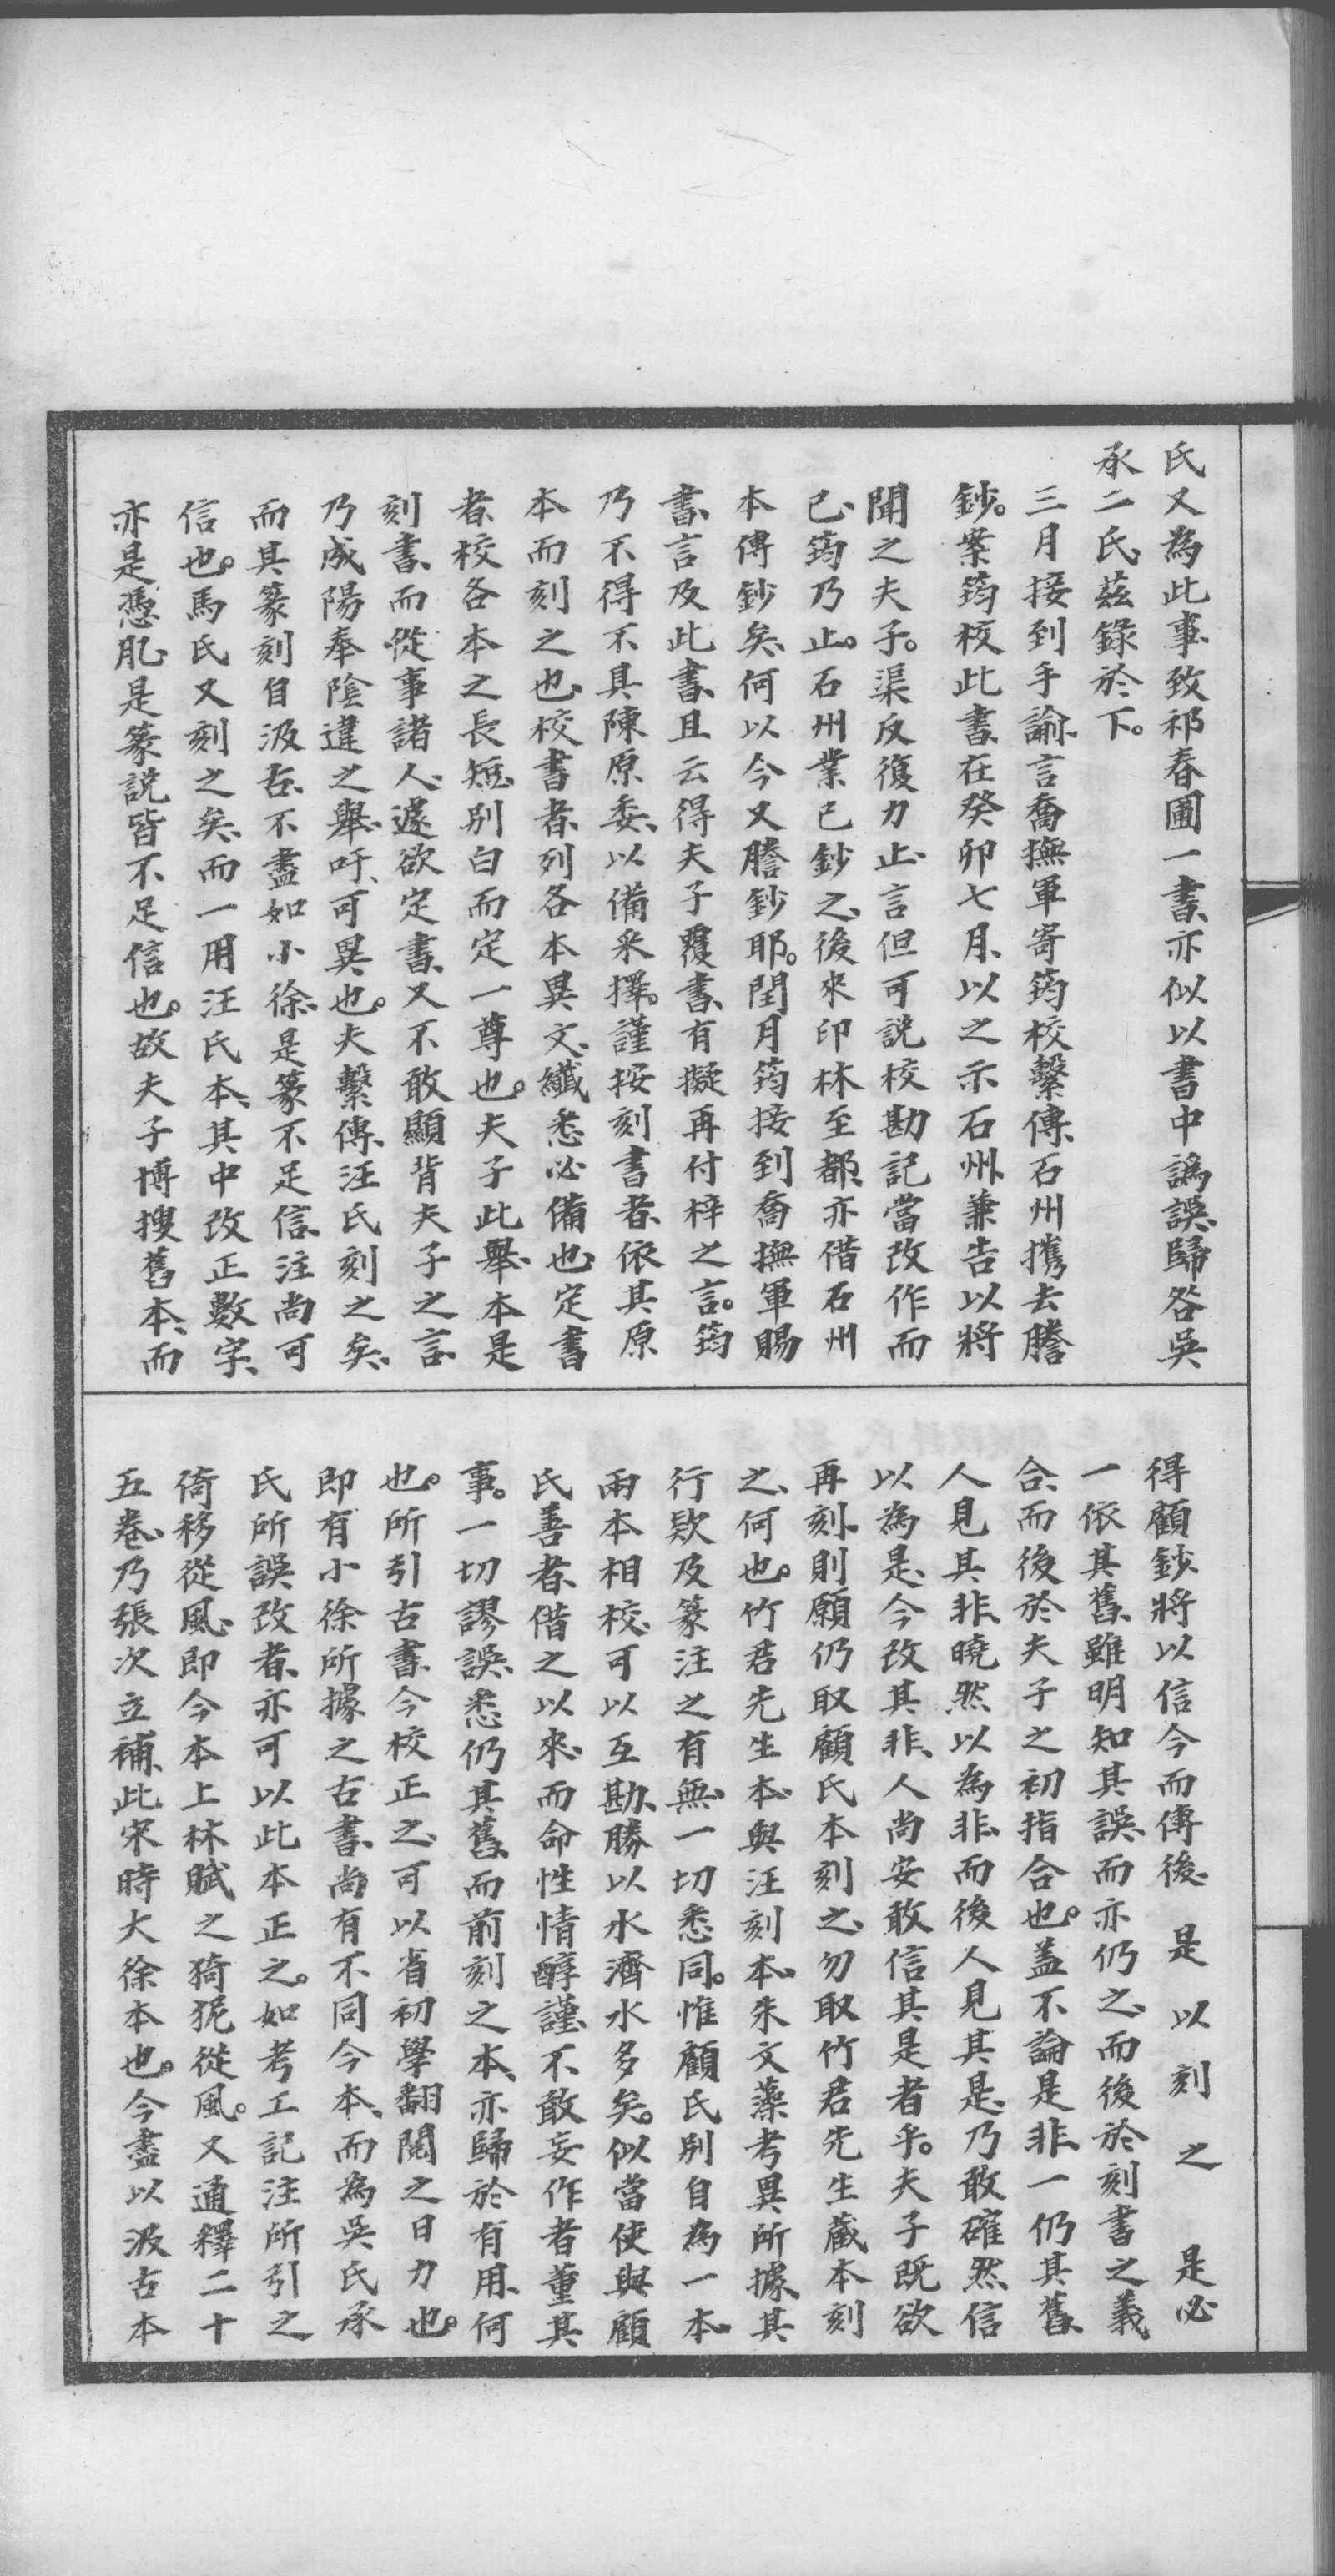 氏又為此事、致祁春圃一書、亦似以書中譌誤、歸咎吳
承二氏、茲錄於下。
三月接到手諭、言喬撫軍寄筠校繫傳、石州攜去謄
鈔。案筠校此書、在癸卯七月、以之示石州、兼告以將
聞之夫子。渠反復力止、言但可說校勘記當改作而
已、筠乃止。石州業已鈔之、後來印林至都、亦借石州
本傳鈔矣、何以今又謄鈔耶。閏月筠接到喬撫軍賜
書、言及此書、且云得夫子覆書、有擬再付梓之言。筠
乃不得不具陳原委、以備采擇。謹按刻書者、依其原
本而刻之也、校書者、列各本異文、纖悉必備也、定書
者、校各本之長短、別白而定一尊也。夫子此舉、本是
刻書、而從事諸人、遂欲定書、又不敢顯背夫子之言、
乃成陽奉陰違之舉、吁、可異也。夫繫傳、汪氏刻之矣、
而其篆刻自汲古、不盡如小徐、是篆不足信、注尚可
信也。馬氏又刻之矣、而一用汪氏本、其中改正數字、
亦是憑肊、是篆說皆不足信也。故夫子博搜舊本、而
得顧鈔、將以信今而傳後、是以刻之是必
一依其舊、雖明知其誤、而亦仍之、而後於刻書之義
合、而後於夫子之初指合也。蓋不論是非、一仍其舊、
人見其非、曉然以為非、而後人見其是、乃敢確然信
以為是、今改其非、人尚安敢信其是者乎。夫子既欲
再刻、則願仍取顧氏本刻之、勿取竹君先生藏本刻
之、何也。竹君先生本、與汪刻本、朱文藻考異所據、其
行款及篆注之有無、一切悉同。惟顧氏別自為一本、
兩本相校、可以互勘、勝以水濟水多矣。似當使與顧
氏善者、借之以來、而命性情醇謹、不敢妄作者董其
事。一切謬誤、悉仍其舊、而前刻之本、亦歸於有用、何
也。所引古書、今校正之、可以省初學翻閱之日力也。
即有小徐所據之古書、尚有不同今本、而為吳氏承
氏所誤改者、亦可以此本正之。如考工記注所引之
倚移從風、即今本上林賦之猗狔從風。又通釋二十
五卷、乃張次立補、此宋時大徐本也。今盡以汲古本